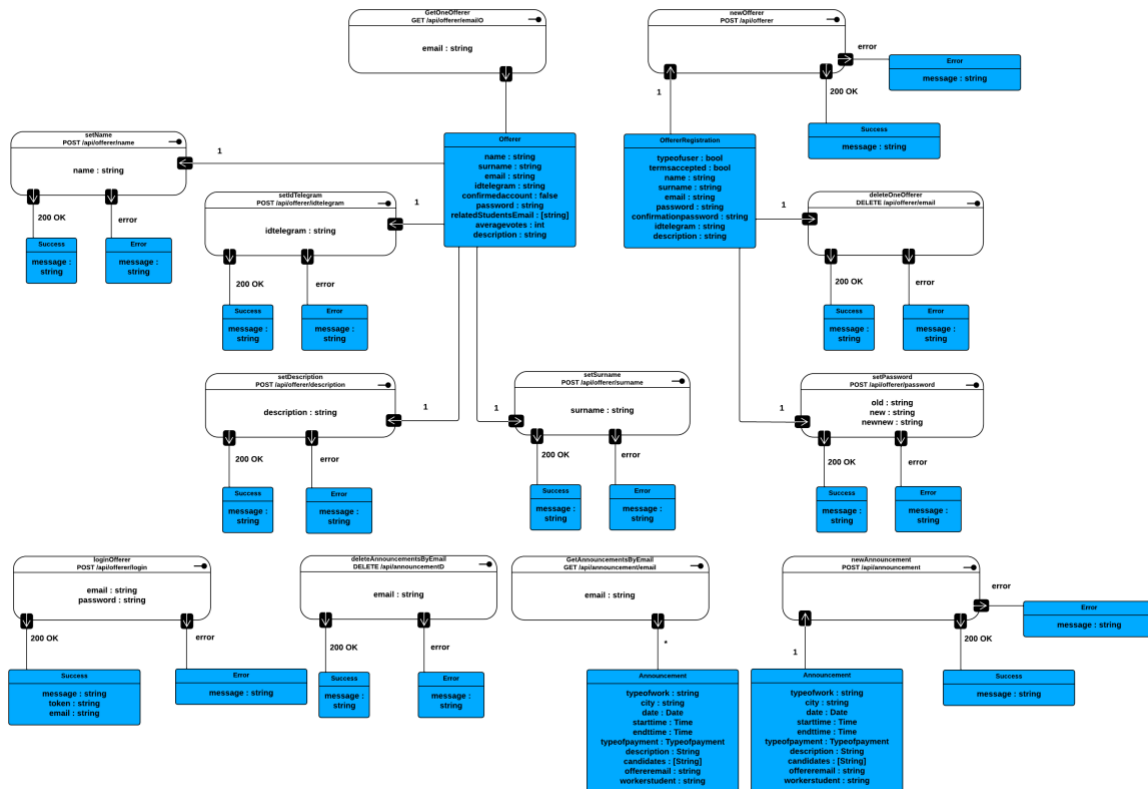 GetOneOfferer
GET /api/offerer/emailO
email : string
newOfferer
POST /api/offerer
error
Error
message : string
1
200 OK
Success
message : string
setName
POST /api/offerer/name
name : string
1
200 OK
error
Success
message :
string
Error
message :
string
Offerer
name : string
surname : string
email : string
idtelegram : string
confirmedaccount : false
password : string
relatedStudentsEmail : [string]
averagevotes : int
description : string
OffererRegistration
typeofuser : bool
termsaccepted : bool
name : string
surname : string
email : string
password : string
confirmationpassword : string
idtelegram : string
description : string
setIdTelegram
POST /api/offerer/idtelegram
idtelegram : string
1
200 OK
error
Success
message :
string
Error
message :
string
deleteOneOfferer
DELETE /api/offerer/email
1
200 OK
error
Success
message :
string
Error
message :
string
setDescription
POST /api/offerer/description
description : string
1
200 OK
error
Success
message :
string
Error
message :
string
setSurname
POST /api/offerer/surname
surname : string
1
200 OK
error
Success
message :
string
Error
message :
string
setPassword
POST /api/offerer/password
old : string
new : string
newnew : string
1
200 OK
error
Success
message :
string
Error
message :
string
loginOfferer
POST /api/offerer/login
email : string
password : string
200 OK
error
Success
message : string
token : string
email : string
Error
message : string
deleteAnnouncementsByEmail
DELETE /api/announcementD
email : string
200 OK
error
Success
message :
string
Error
message :
string
GetAnnouncementsByEmail
GET /api/announcement/email
email : string
*
Announcement
typeofwork : string
city : string
date : Date
starttime : Time
endttime : Time
typeofpayment : Typeofpayment
description : String
candidates : [String]
offereremail : string
workerstudent : string
newAnnouncement
POST /api/announcement
error
Error
message : string
1
200 OK
Announcement
typeofwork : string
city : string
date : Date
starttime : Time
endttime : Time
typeofpayment : Typeofpayment
description : String
candidates : [String]
offereremail : string
workerstudent : string
Success
message : string